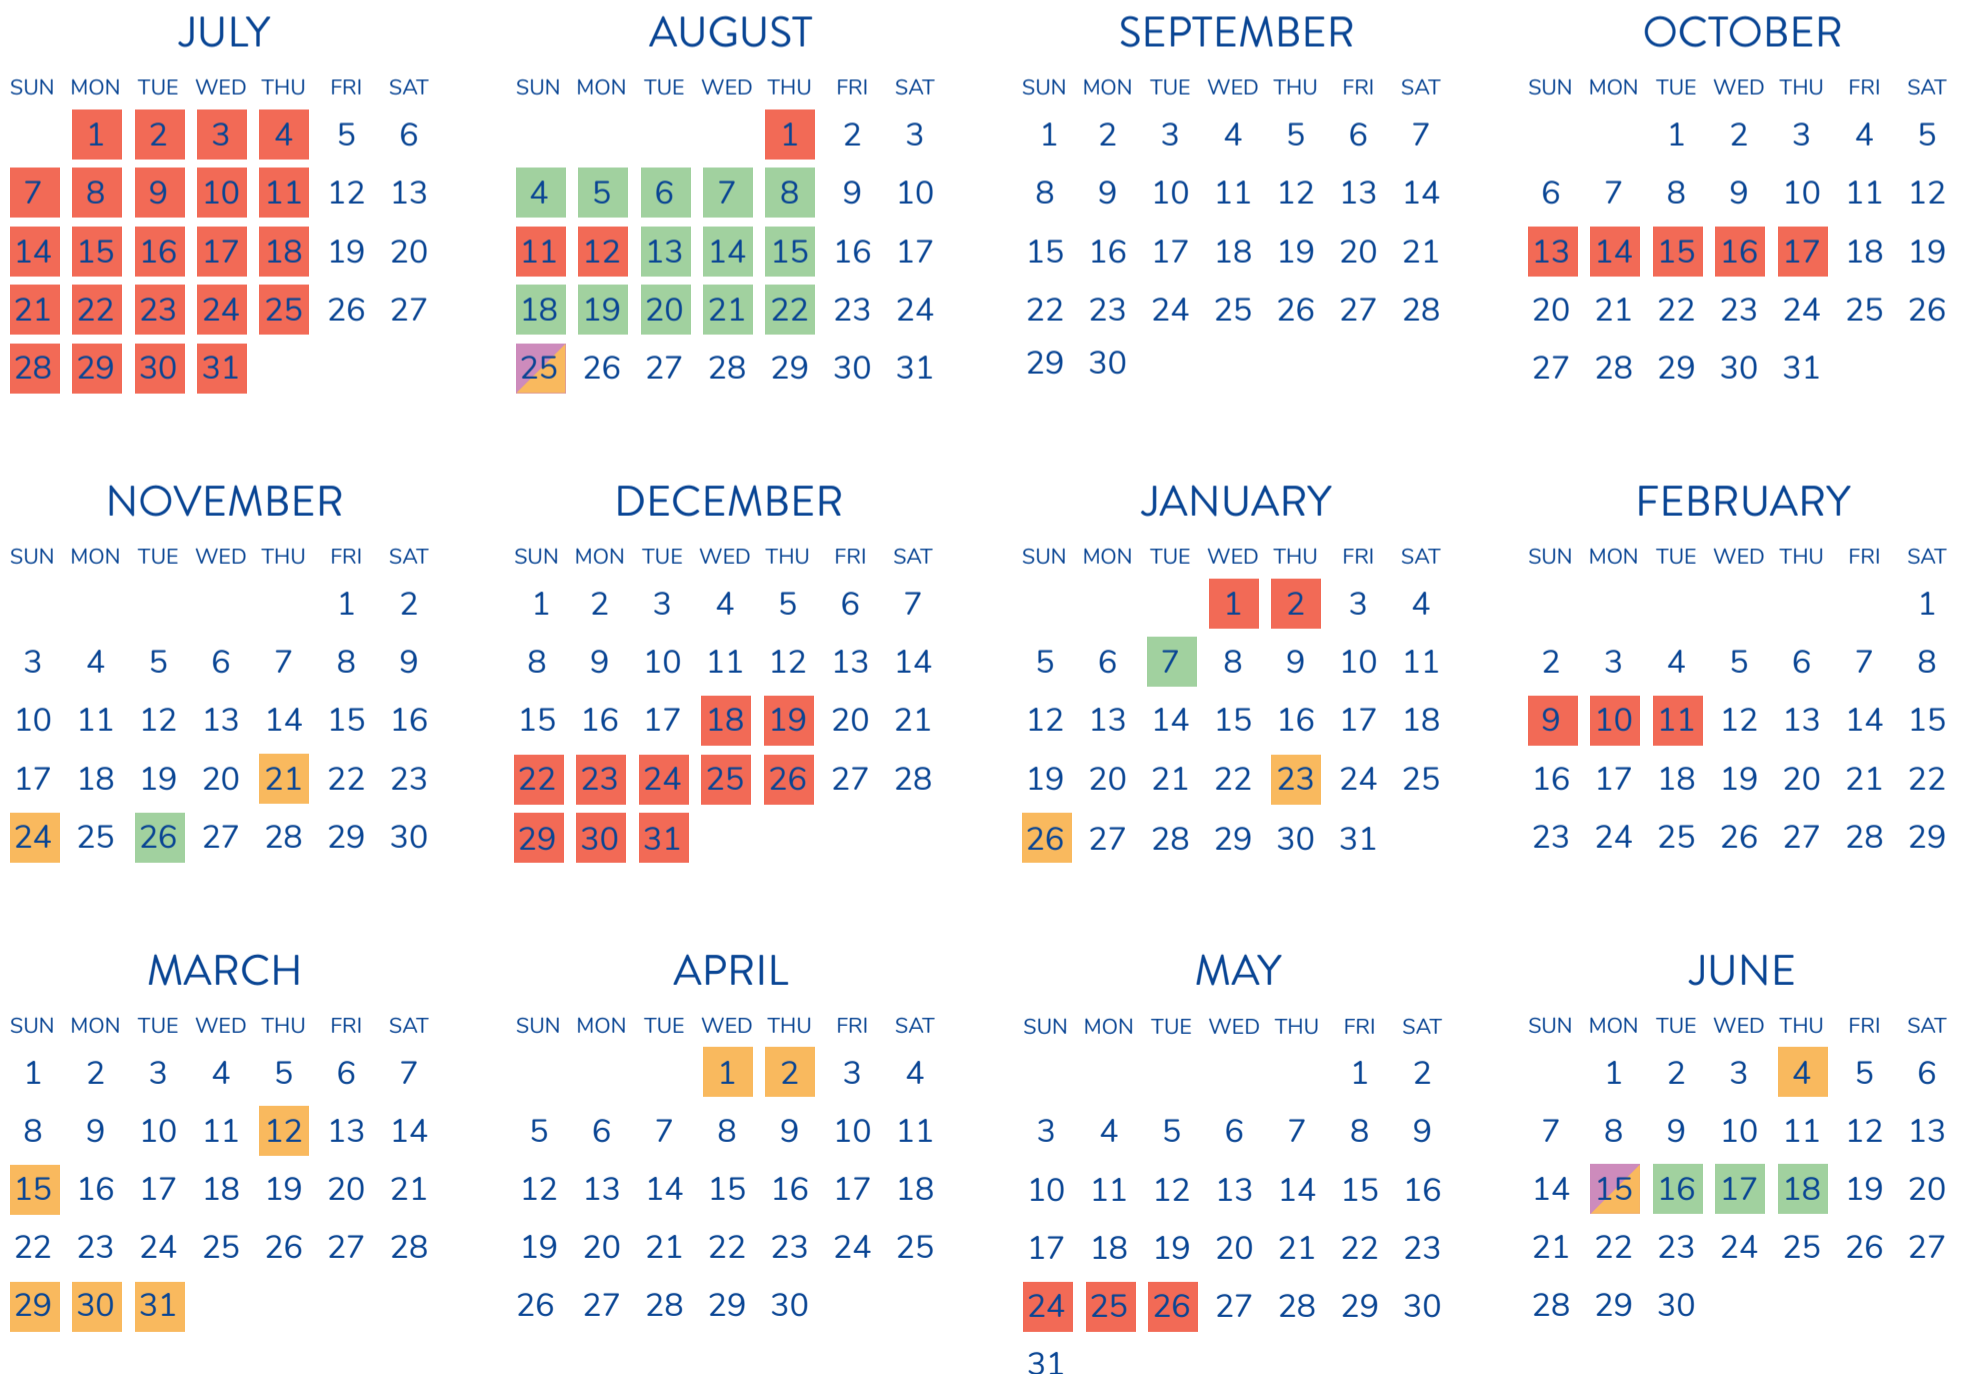 JULY
SUN MON TUE WED THU FRI SAT
1 2 3 4 5 6
7 8 9 10 11 12 13
14 15 16 17 18 19 20
21 22 23 24 25 26 27
28 29 30 31
AUGUST
SUN MON TUE WED THU FRI SAT
1 2 3
4 5 6 7 8 9 10
11 12 13 14 15 16 17
18 19 20 21 22 23 24
25 26 27 28 29 30 31
SEPTEMBER
SUN MON TUE WED THU FRI SAT
1 2 3 4 5 6 7
8 9 10 11 12 13 14
15 16 17 18 19 20 21
22 23 24 25 26 27 28
29 30
OCTOBER
SUN MON TUE WED THU FRI SAT
1 2 3 4 5
6 7 8 9 10 11 12
13 14 15 16 17 18 19
20 21 22 23 24 25 26
27 28 29 30 31
NOVEMBER
SUN MON TUE WED THU FRI SAT
1 2
3 4 5 6 7 8 9
10 11 12 13 14 15 16
17 18 19 20 21 22 23
24 25 26 27 28 29 30
DECEMBER
SUN MON TUE WED THU FRI SAT
1 2 3 4 5 6 7
8 9 10 11 12 13 14
15 16 17 18 19 20 21
22 23 24 25 26 27 28
29 30 31
JANUARY
SUN MON TUE WED THU FRI SAT
1 2 3 4
5 6 7 8 9 10 11
12 13 14 15 16 17 18
19 20 21 22 23 24 25
26 27 28 29 30 31
FEBRUARY
SUN MON TUE WED THU FRI SAT
1
2 3 4 5 6 7 8
9 10 11 12 13 14 15
16 17 18 19 20 21 22
23 24 25 26 27 28 29
MARCH
SUN MON TUE WED THU FRI SAT
1 2 3 4 5 6 7
8 9 10 11 12 13 14
15 16 17 18 19 20 21
22 23 24 25 26 27 28
29 30 31
APRIL
SUN MON TUE WED THU FRI SAT
1 2 3 4
5 6 7 8 9 10 11
12 13 14 15 16 17 18
19 20 21 22 23 24 25
26 27 28 29 30
MAY
SUN MON TUE WED THU FRI SAT
1 2
3 4 5 6 7 8 9
10 11 12 13 14 15 16
17 18 19 20 21 22 23
24 25 26 27 28 29 30
31
JUNE
SUN MON TUE WED THU FRI SAT
1 2 3 4 5 6
7 8 9 10 11 12 13
14 15 16 17 18 19 20
21 22 23 24 25 26 27
28 29 30